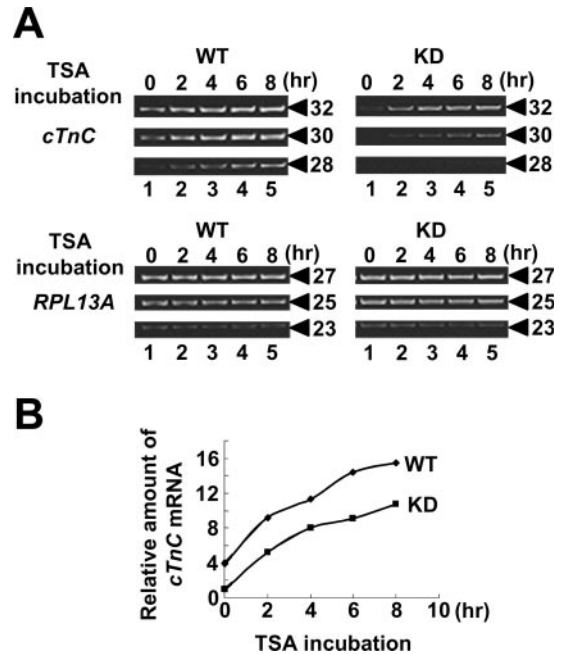 A
WT
KD
TSA incubation
0 2 4 6 8 (hr)
0 2 4 6 8 (hr)
cTnC
32
30
28
32
30
28
1 2 3 4 5
1 2 3 4 5
WT
KD
TSA incubation
0 2 4 6 8 (hr)
0 2 4 6 8 (hr)
RPL13A
27
25
23
27
25
23
1 2 3 4 5
1 2 3 4 5
B
Relative amount of
cTnC mRNA
16
12
8
4
0
WT
KD
0 2 4 6 8 10 (hr)
TSA incubation